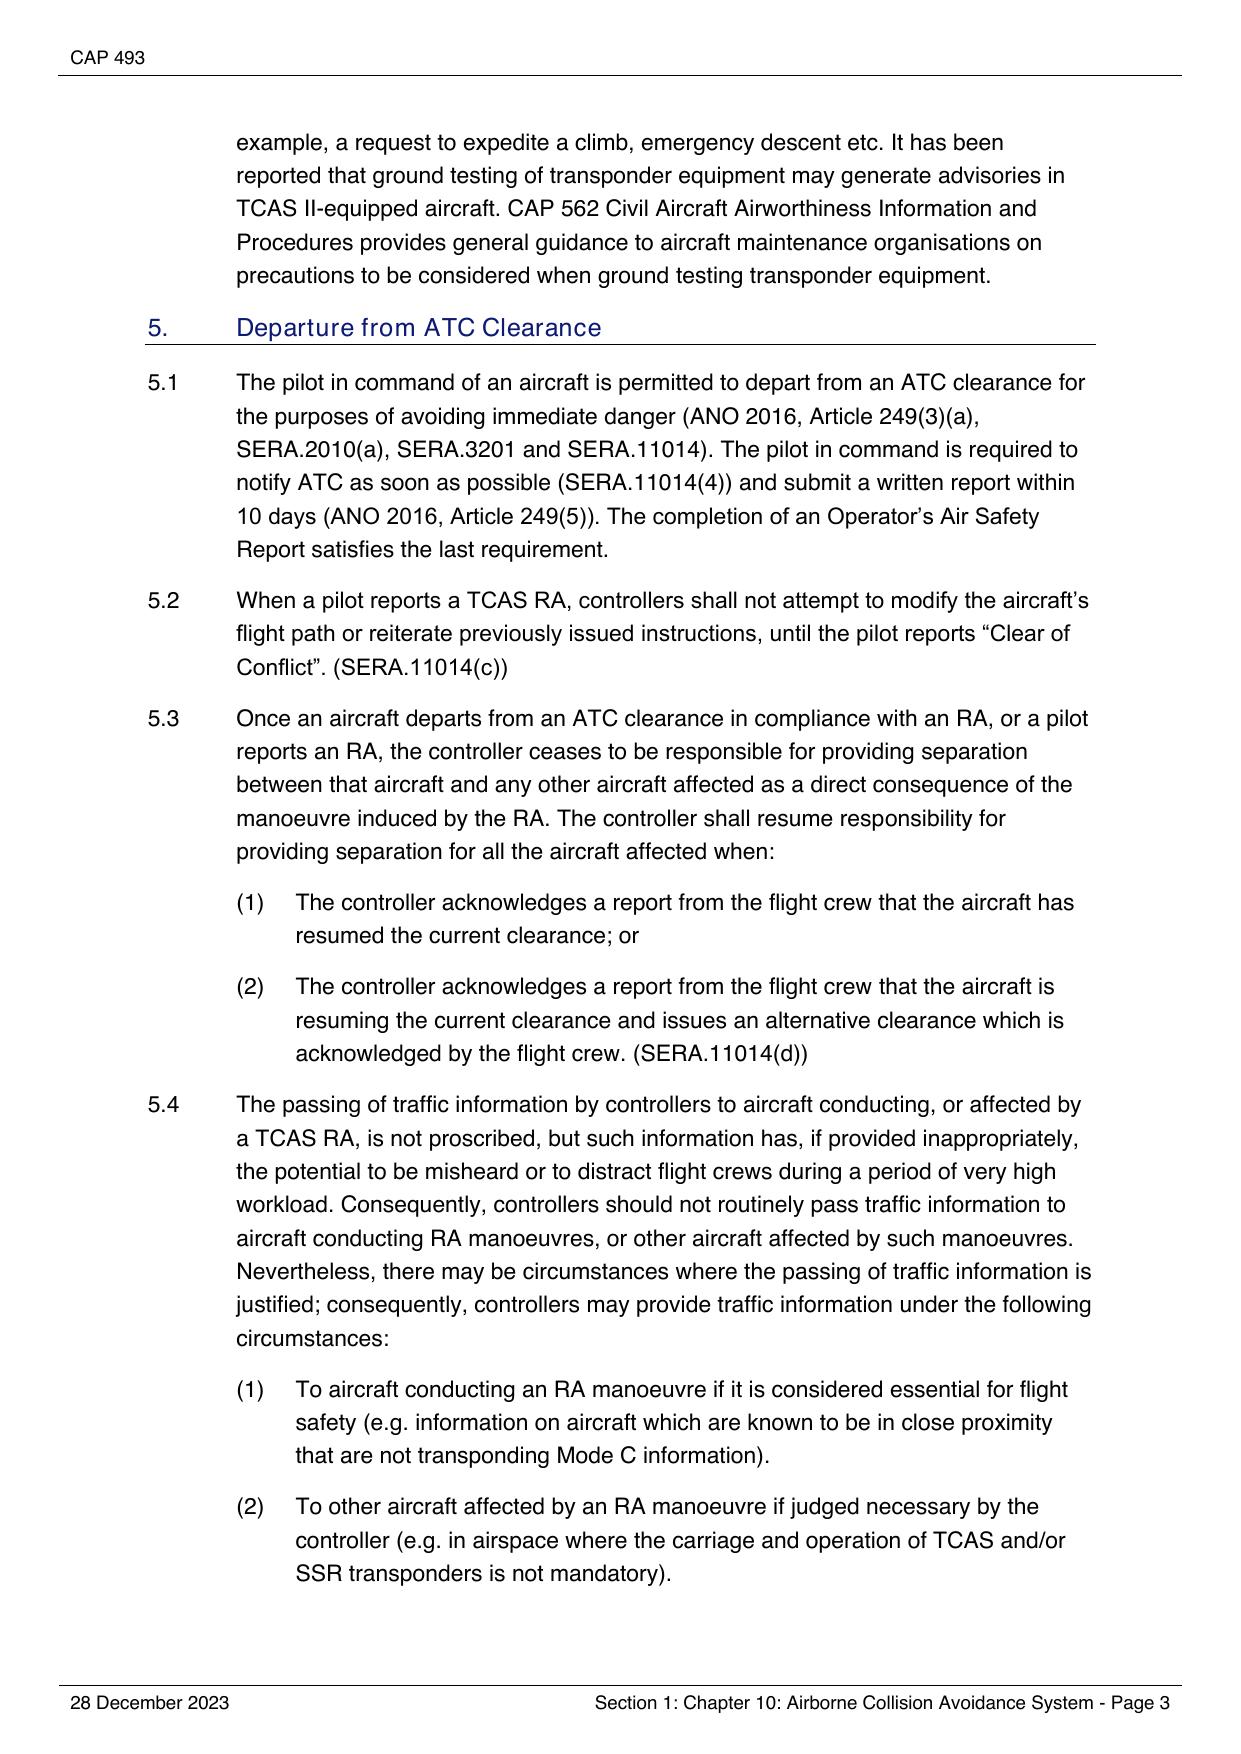 CAP 493
example, a request to expedite a climb, emergency descent etc. It has been
reported that ground testing of transponder equipment may generate advisories in
TCAS II-equipped aircraft. CAP 562 Civil Aircraft Airworthiness Information and
Procedures provides general guidance to aircraft maintenance organisations on
precautions to be considered when ground testing transponder equipment.
5. Departure from ATC Clearance
5.1 The pilot in command of an aircraft is permitted to depart from an ATC clearance for
the purposes of avoiding immediate danger (ANO 2016, Article 249(3)(a),
SERA.2010(a), SERA.3201 and SERA.11014). The pilot in command is required to
notify ATC as soon as possible (SERA.11014(4)) and submit a written report within
10 days (ANO 2016, Article 249(5)). The completion of an Operator’s Air Safety
Report satisfies the last requirement.
5.2 When a pilot reports a TCAS RA, controllers shall not attempt to modify the aircraft’s
flight path or reiterate previously issued instructions, until the pilot reports “Clear of
Conflict”. (SERA.11014(c))
5.3 Once an aircraft departs from an ATC clearance in compliance with an RA, or a pilot
reports an RA, the controller ceases to be responsible for providing separation
between that aircraft and any other aircraft affected as a direct consequence of the
manoeuvre induced by the RA. The controller shall resume responsibility for
providing separation for all the aircraft affected when:
(1) The controller acknowledges a report from the flight crew that the aircraft has
resumed the current clearance; or
(2) The controller acknowledges a report from the flight crew that the aircraft is
resuming the current clearance and issues an alternative clearance which is
acknowledged by the flight crew. (SERA.11014(d))
5.4 The passing of traffic information by controllers to aircraft conducting, or affected by
a TCAS RA, is not proscribed, but such information has, if provided inappropriately,
the potential to be misheard or to distract flight crews during a period of very high
workload. Consequently, controllers should not routinely pass traffic information to
aircraft conducting RA manoeuvres, or other aircraft affected by such manoeuvres.
Nevertheless, there may be circumstances where the passing of traffic information is
justified; consequently, controllers may provide traffic information under the following
circumstances:
(1) To aircraft conducting an RA manoeuvre if it is considered essential for flight
safety (e.g. information on aircraft which are known to be in close proximity
that are not transponding Mode C information).
(2) To other aircraft affected by an RA manoeuvre if judged necessary by the
controller (e.g. in airspace where the carriage and operation of TCAS and/or
SSR transponders is not mandatory).
28 December 2023 Section 1: Chapter 10: Airborne Collision Avoidance System - Page 3